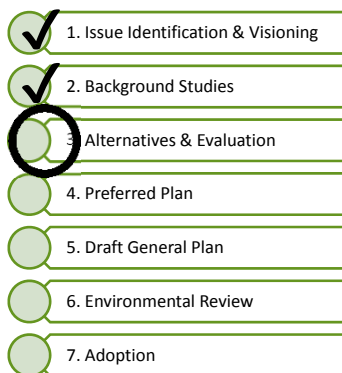 1. Issue Identification & Visioning
2. Background Studies
3. Alternatives & Evaluation
4. Preferred Plan
5. Draft General Plan
6. Environmental Review
7. Adoption